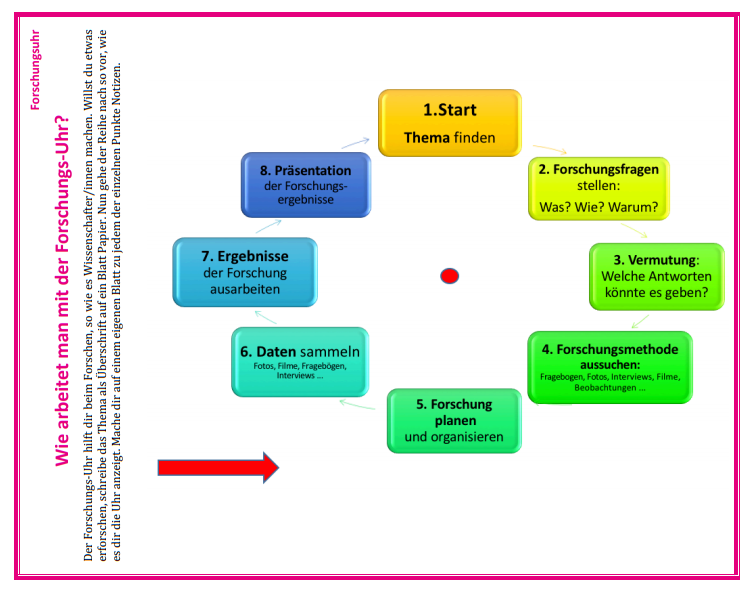 Forschungsuhr
Wie arbeitet man mit der Forschungs-Uhr?
Der Forschungs-Uhr hilft dir beim Forschen, so wie es Wissenschafter/innen machen. Willst du etwas
erforschen, schreibe das Thema als Überschrift auf ein Blatt Papier. Nun gehe der Reihe nach so vor, wie
es dir die Uhr anzeigt. Mache dir auf einem eigenen Blatt zu jedem der einzelnen Punkte Notizen.
1.Start
Thema finden
2. Forschungsfragen
stellen:
Was? Wie? Warum?
3. Vermutung:
Welche Antworten
könnte es geben?
4. Forschungsmethode
aussuchen:
Fragebogen, Fotos, Interviews, Filme,
Beobachtungen ...
5. Forschung
planen
und organisieren
6. Daten sammeln
Fotos, Filme, Fragebögen,
Interviews ...
7. Ergebnisse
der Forschung
ausarbeiten
8. Präsentation
der Forschungs-
ergebnisse